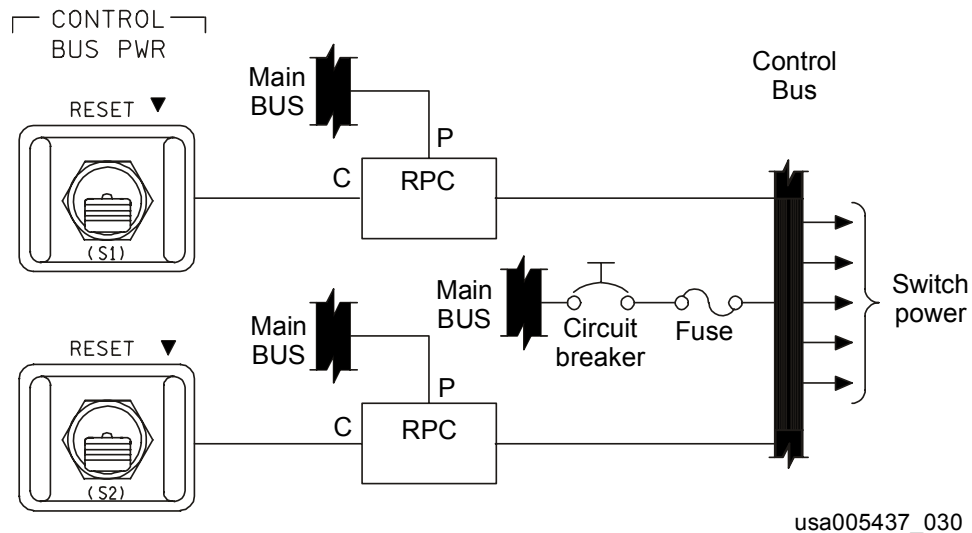 CONTROL
BUS PWR
RESET
(S1)
Main
BUS
P
C
RPC
Control
Bus
Main
BUS
Circuit
breaker
Fuse
Switch
power
RESET
(S2)
Main
BUS
P
C
RPC
usa005437_030